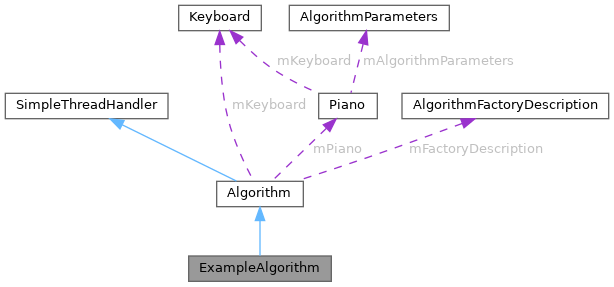 Keyboard
AlgorithmParameters
mKeyboard
mAlgorithmParameters
SimpleThreadHandler
mKeyboard
Piano
AlgorithmFactoryDescription
mPiano
mFactoryDescription
Algorithm
ExampleAlgorithm